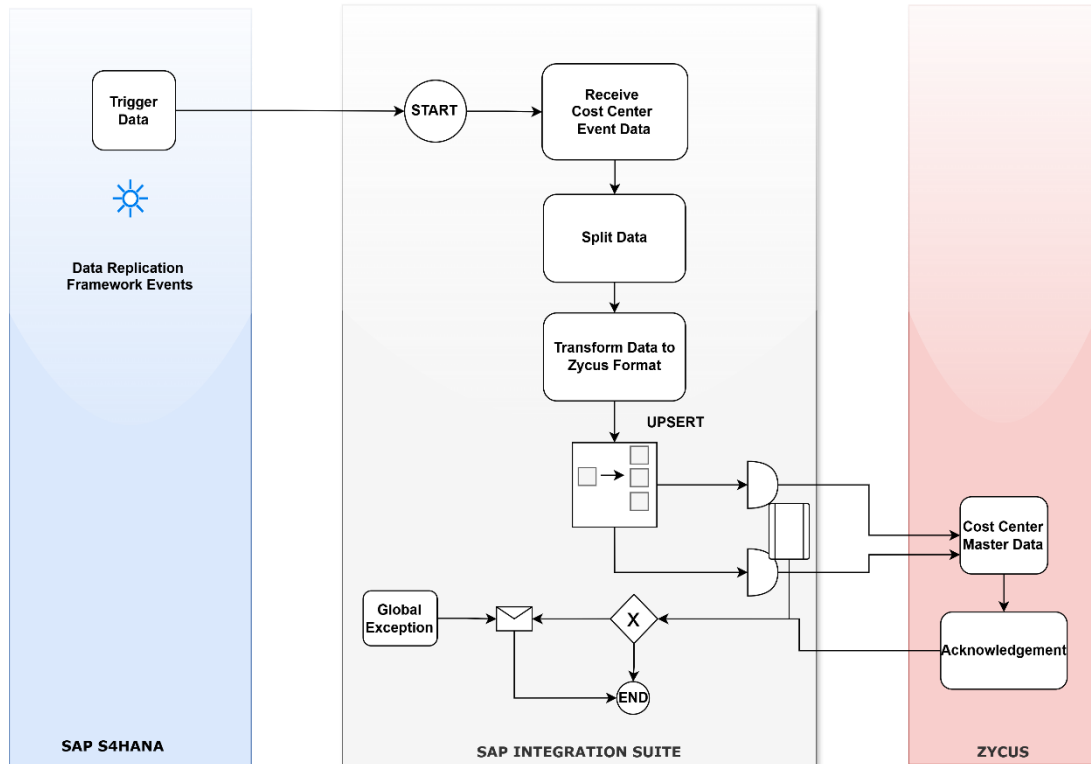 Trigger
Data
START
Receive
Cost Center
Event Data
Data Replication
Framework Events
Split Data
Transform Data to
Zycus Format
UPSERT
Cost Center
Master Data
Global
Exception
X
Acknowledgement
END
SAP S4HANA
SAP INTEGRATION SUITE
ZYCUS